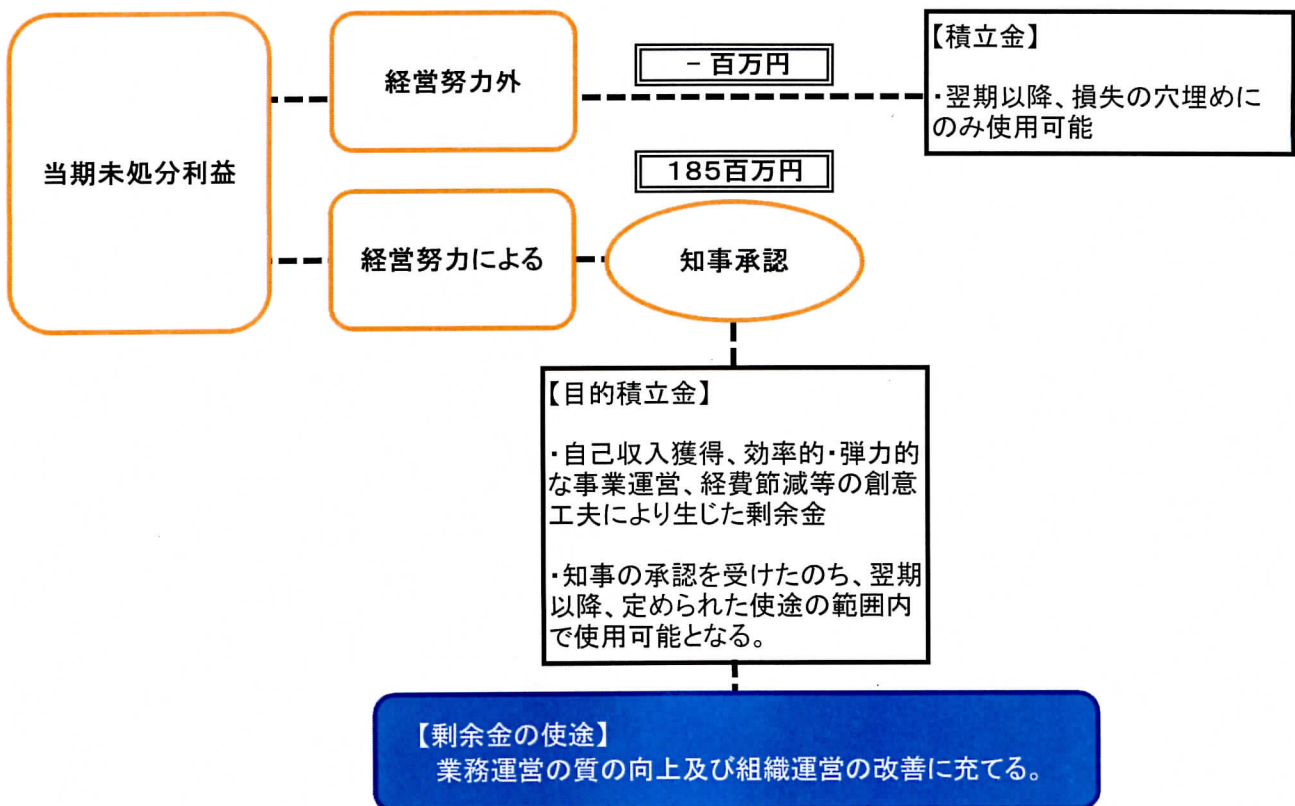 当期未処分利益
経営努力外
- 百万円
【積立金】
・翌期以降、損失の穴埋めに
のみ使用可能
経営努力による
185百万円
知事承認
【目的積立金】
・自己収入獲得、効率的・弾力的
な事業運営、経費節減等の創意
工夫により生じた剰余金
・知事の承認を受けたのち、翌期
以降、定められた使途の範囲内
で使用可能となる。
【剰余金の使途】
業務運営の質の向上及び組織運営の改善に充てる。